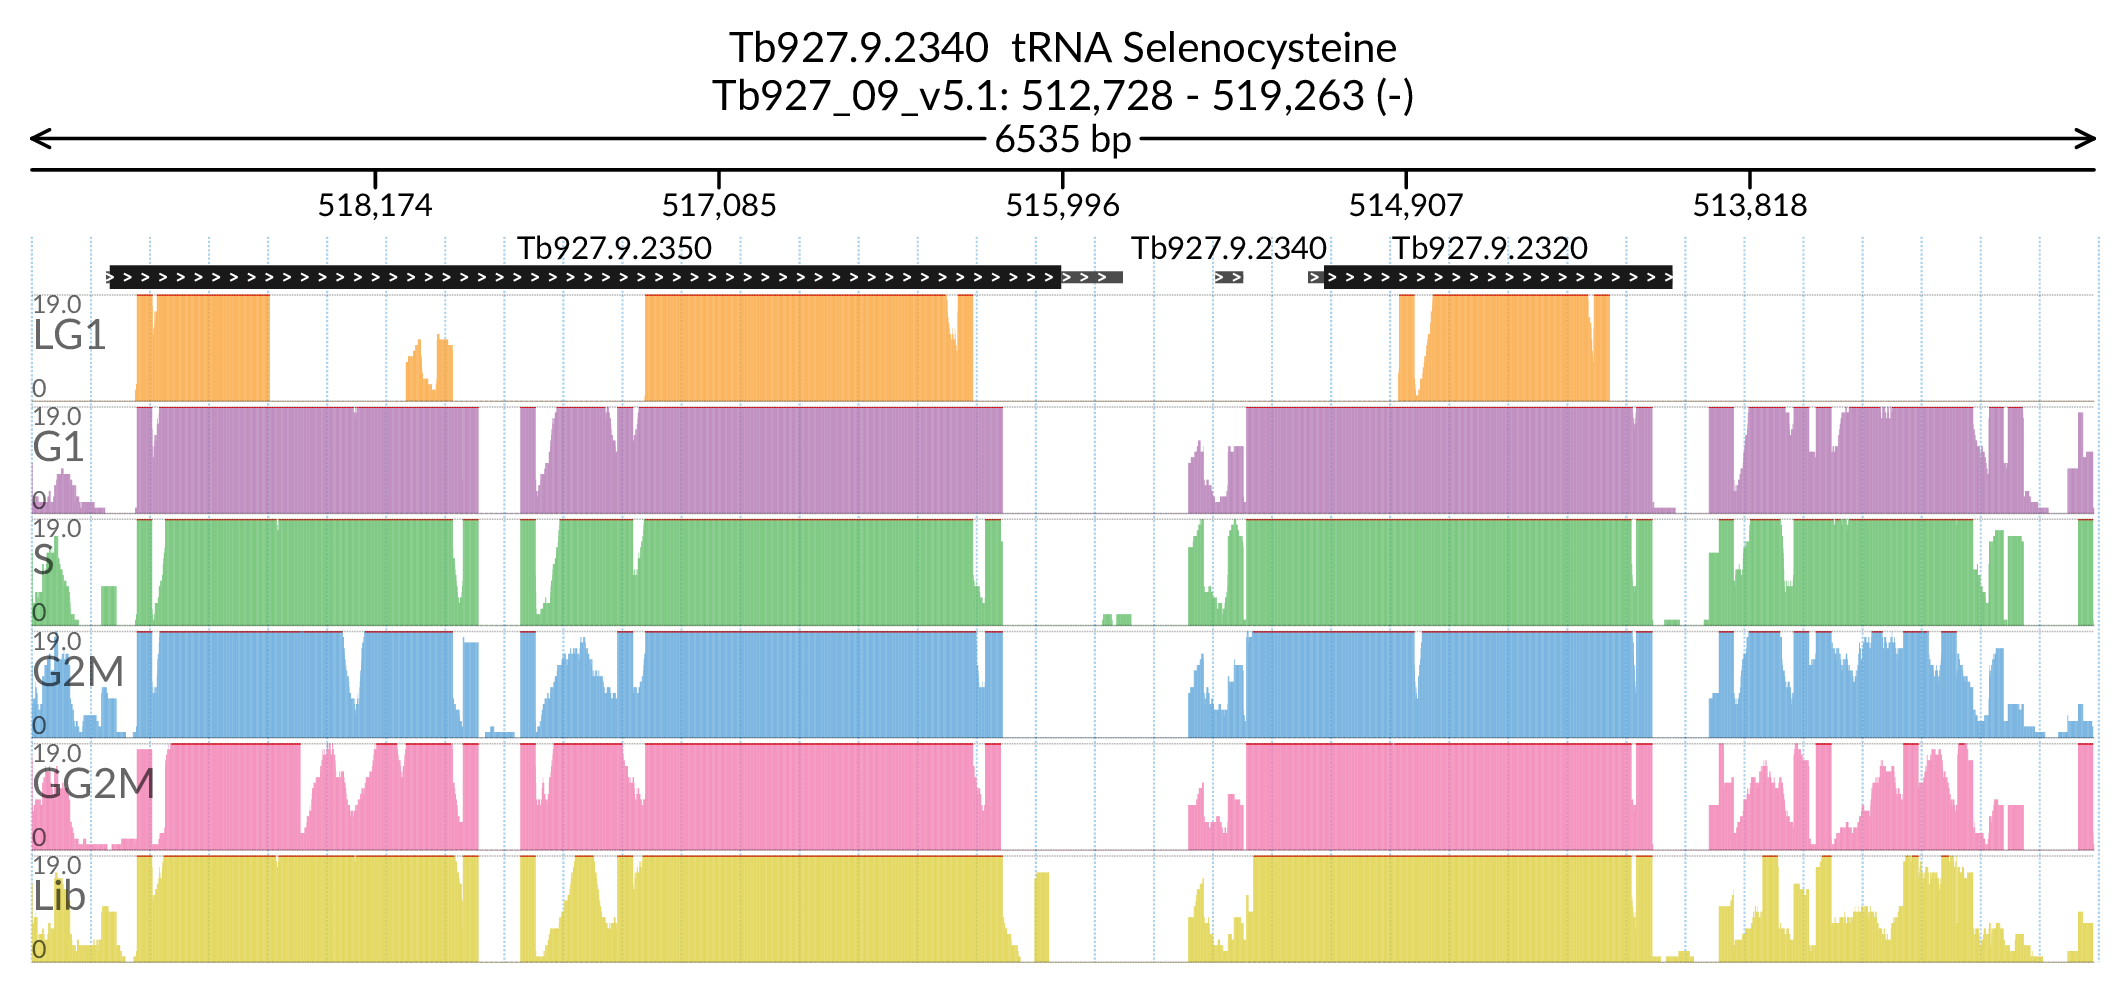 Tb927.9.2340 tRNA Selenocysteine
Tb927_09_v5.1: 512,728 - 519,263 (-)
6535 bp
518,174 517,085 515,996 514,907 513,818
Tb927.9.2350 Tb927.9.2340 Tb927.9.2320
19.0
LG1
0
19.0
G1
0
19.0
S
0
19.0
G2M
0
19.0
GG2M
0
19.0
Lib
0